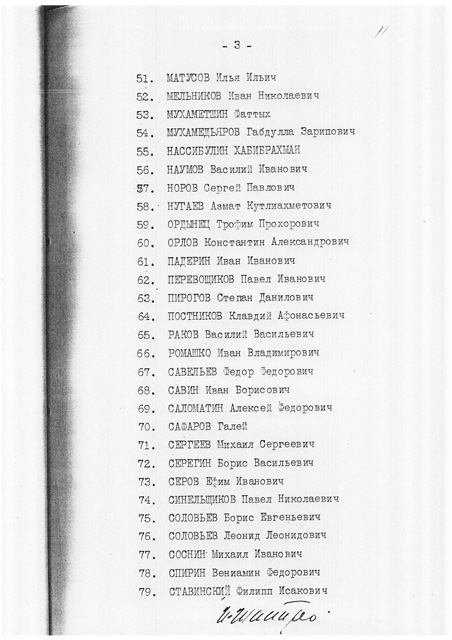 - 3 -
51. МАТУСОВ Илья Ильич
52. МЕЛЬНИКОВ Иван Николаевич
53. МУХАМЕТШИН Фаттых
54. МУХАМЕДЬЯРОВ Габдулла Зарипович
55. НАССИБУЛИН ХАБИБРАХМАН
56. НАУМОВ Василий Иванович
57. НОРОВ Сергей Павлович
58. НУГАЕВ Азмат Кутлиахметович
59. ОРДЫНЕЦ Трофим Прохорович
60. ОРЛОВ Константин Александрович
61. ПАДЕРИН Иван Иванович
62. ПЕРЕВОЩИКОВ Павел Иванович
63. ПИРОГОВ Степан Данилович
64. ПОСТНИКОВ Клавдий Афонасьевич
65. РАКОВ Василий Васильевич
66. РОМАШКО Иван Владимирович
67. САВЕЛЬЕВ Федор Федорович
68. САВИН Иван Борисович
69. САЛОМАТИН Алексей Федорович
70. САФАРОВ Галей
71. СЕРГЕЕВ Михаил Сергеевич
72. СЕРЕГИН Борис Васильевич
73. СЕРОВ Ефим Иванович
74. СИНЕЛЬЩИКОВ Павел Николаевич
75. СОЛОВЬЕВ Борис Евгеньевич
76. СОЛОВЬЕВ Леонид Леонидович
77. СОСНИН Михаил Иванович
78. СПИРИН Вениамин Федорович
79. СТАВИНСКИЙ Филипп Исакович